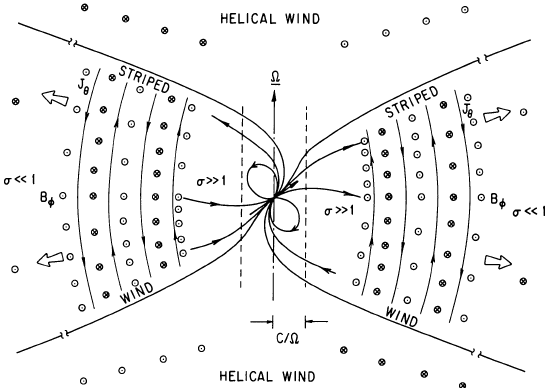 HELICAL WIND
STRIPED
WIND
J_θ
Ω
STRIPED
WIND
J_θ
σ<<1
B_ϕ
σ>>1
σ>>1
B_ϕ
σ<<1
C/Ω
HELICAL WIND